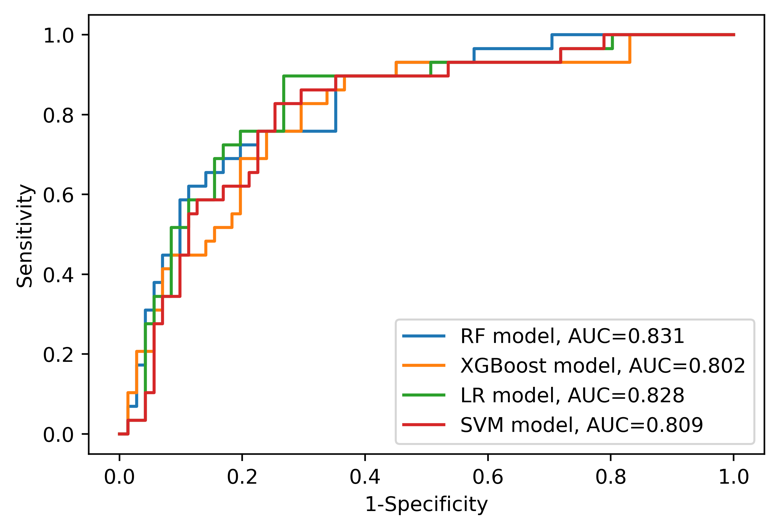 1.0
0.8
0.6
0.4
0.2
0.0
Sensitivity
RF model, AUC=0.831
XGBoost model, AUC=0.802
LR model, AUC=0.828
SVM model, AUC=0.809
0.0 0.2 0.4 0.6 0.8 1.0
1-Specificity